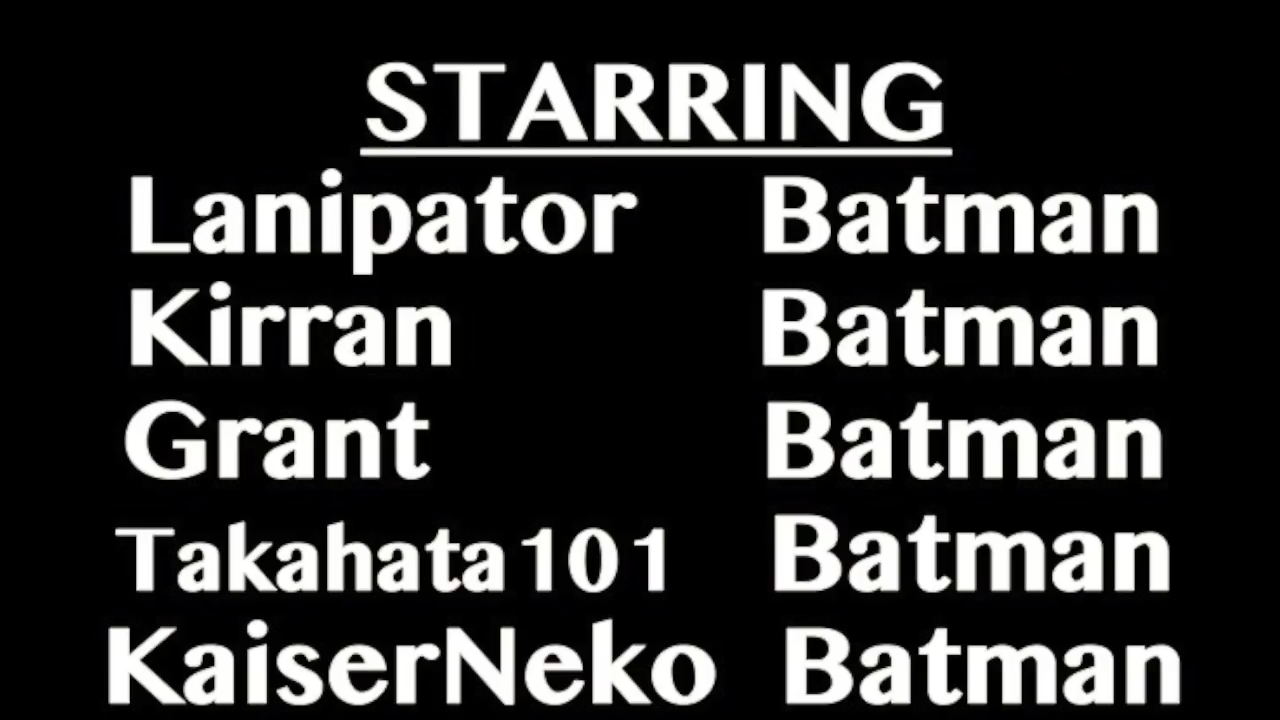 STARRING
Lanipator Batman
Kirran Batman
Grant Batman
Takahata101 Batman
KaiserNeko Batman